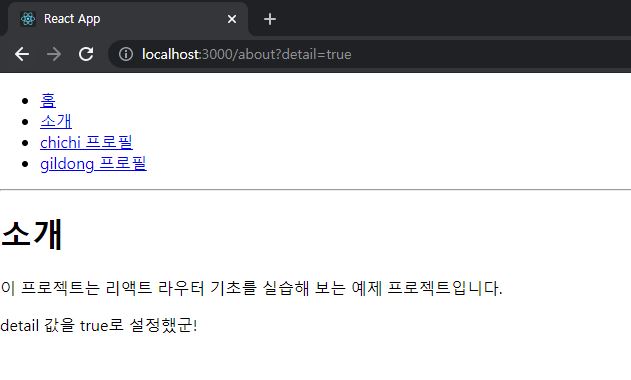 React App
localhost:3000/about?detail=true
홈
소개
chichi 프로필
gildong 프로필
소개
이 프로젝트는 리액트 라우터 기초를 실습해 보는 예제 프로젝트입니다.
detail 값을 true로 설정했군!